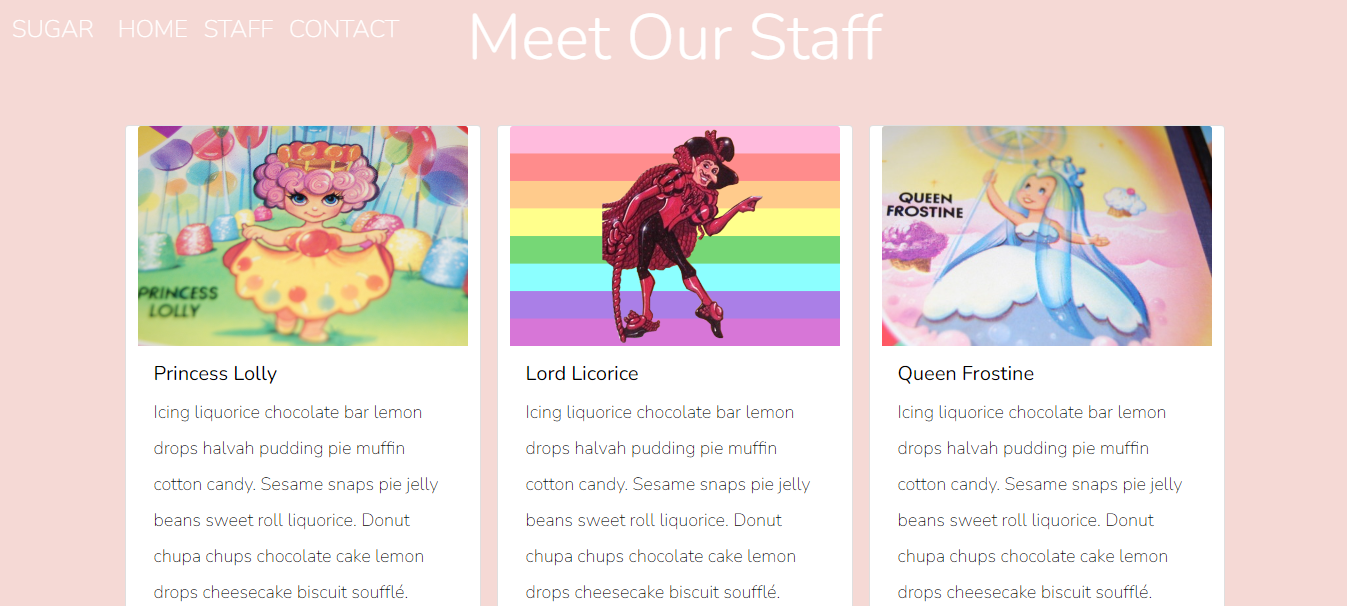 SUGAR HOME STAFF CONTACT
Meet Our Staff
PRINCESS
LOLLY
QUEEN
FROSTINE
Princess Lolly
Icing liquorice chocolate bar lemon
drops halvah pudding pie muffin
cotton candy. Sesame snaps pie jelly
beans sweet roll liquorice. Donut
chupa chups chocolate cake lemon
drops cheesecake biscuit soufflé.
Lord Licorice
Icing liquorice chocolate bar lemon
drops halvah pudding pie muffin
cotton candy. Sesame snaps pie jelly
beans sweet roll liquorice. Donut
chupa chups chocolate cake lemon
drops cheesecake biscuit soufflé.
Queen Frostine
Icing liquorice chocolate bar lemon
drops halvah pudding pie muffin
cotton candy. Sesame snaps pie jelly
beans sweet roll liquorice. Donut
chupa chups chocolate cake lemon
drops cheesecake biscuit soufflé.